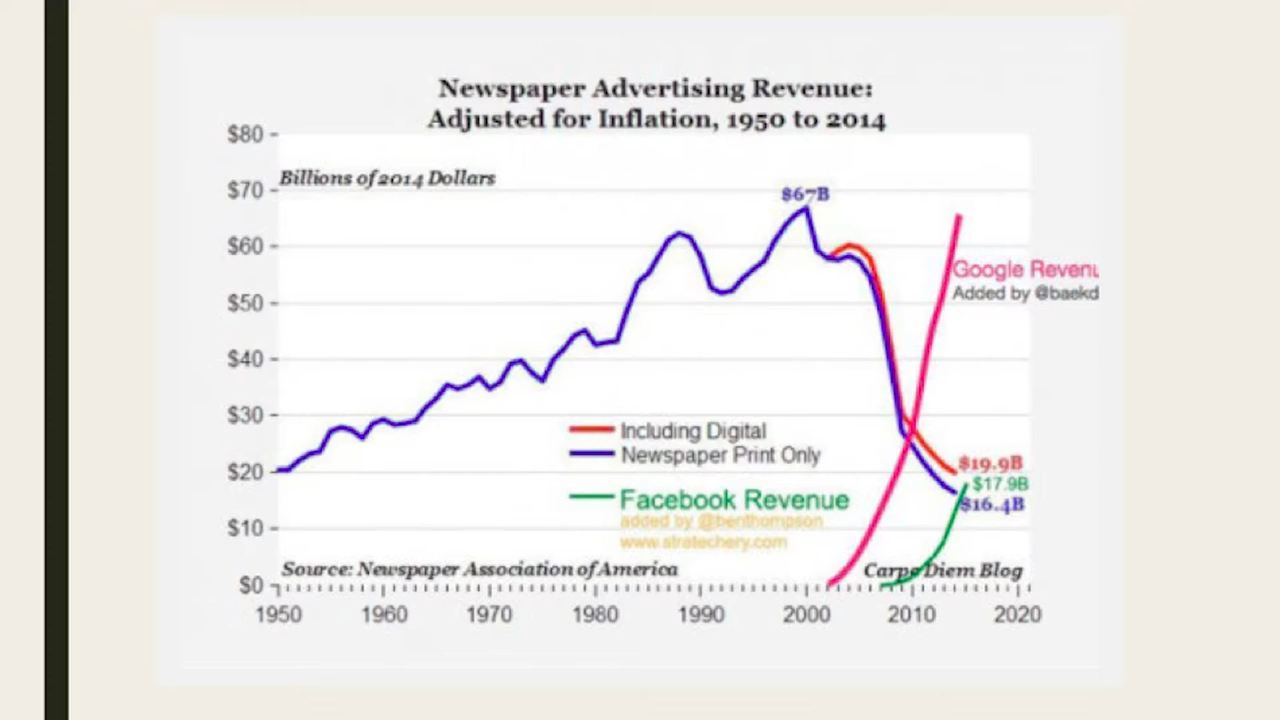 Newspaper Advertising Revenue:
Adjusted for Inflation, 1950 to 2014
$80
Billions of 2014 Dollars
$70
$67B
$60
Google Revenu
Added by @baekd
$50
$40
$30
Including Digital
Newspaper Print Only
$20
$19.9B
$17.9B
$16.4B
Facebook Revenue
added by @benthompson
www.stratechery.com
$10
Source: Newspaper Association of America
Carpe Diem Blog
$0
1950 1960 1970 1980 1990 2000 2010 2020